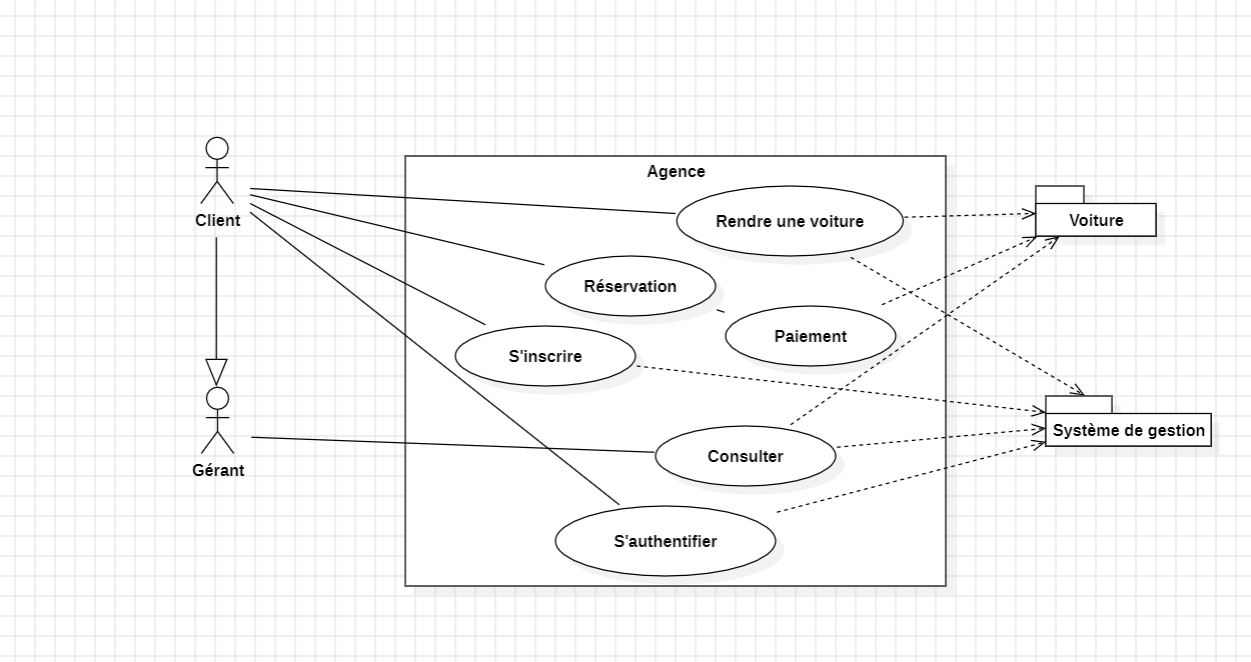 Agence
Client
Rendre une voiture
Voiture
Réservation
Paiement
S'inscrire
Système de gestion
Gérant
Consulter
S'authentifier